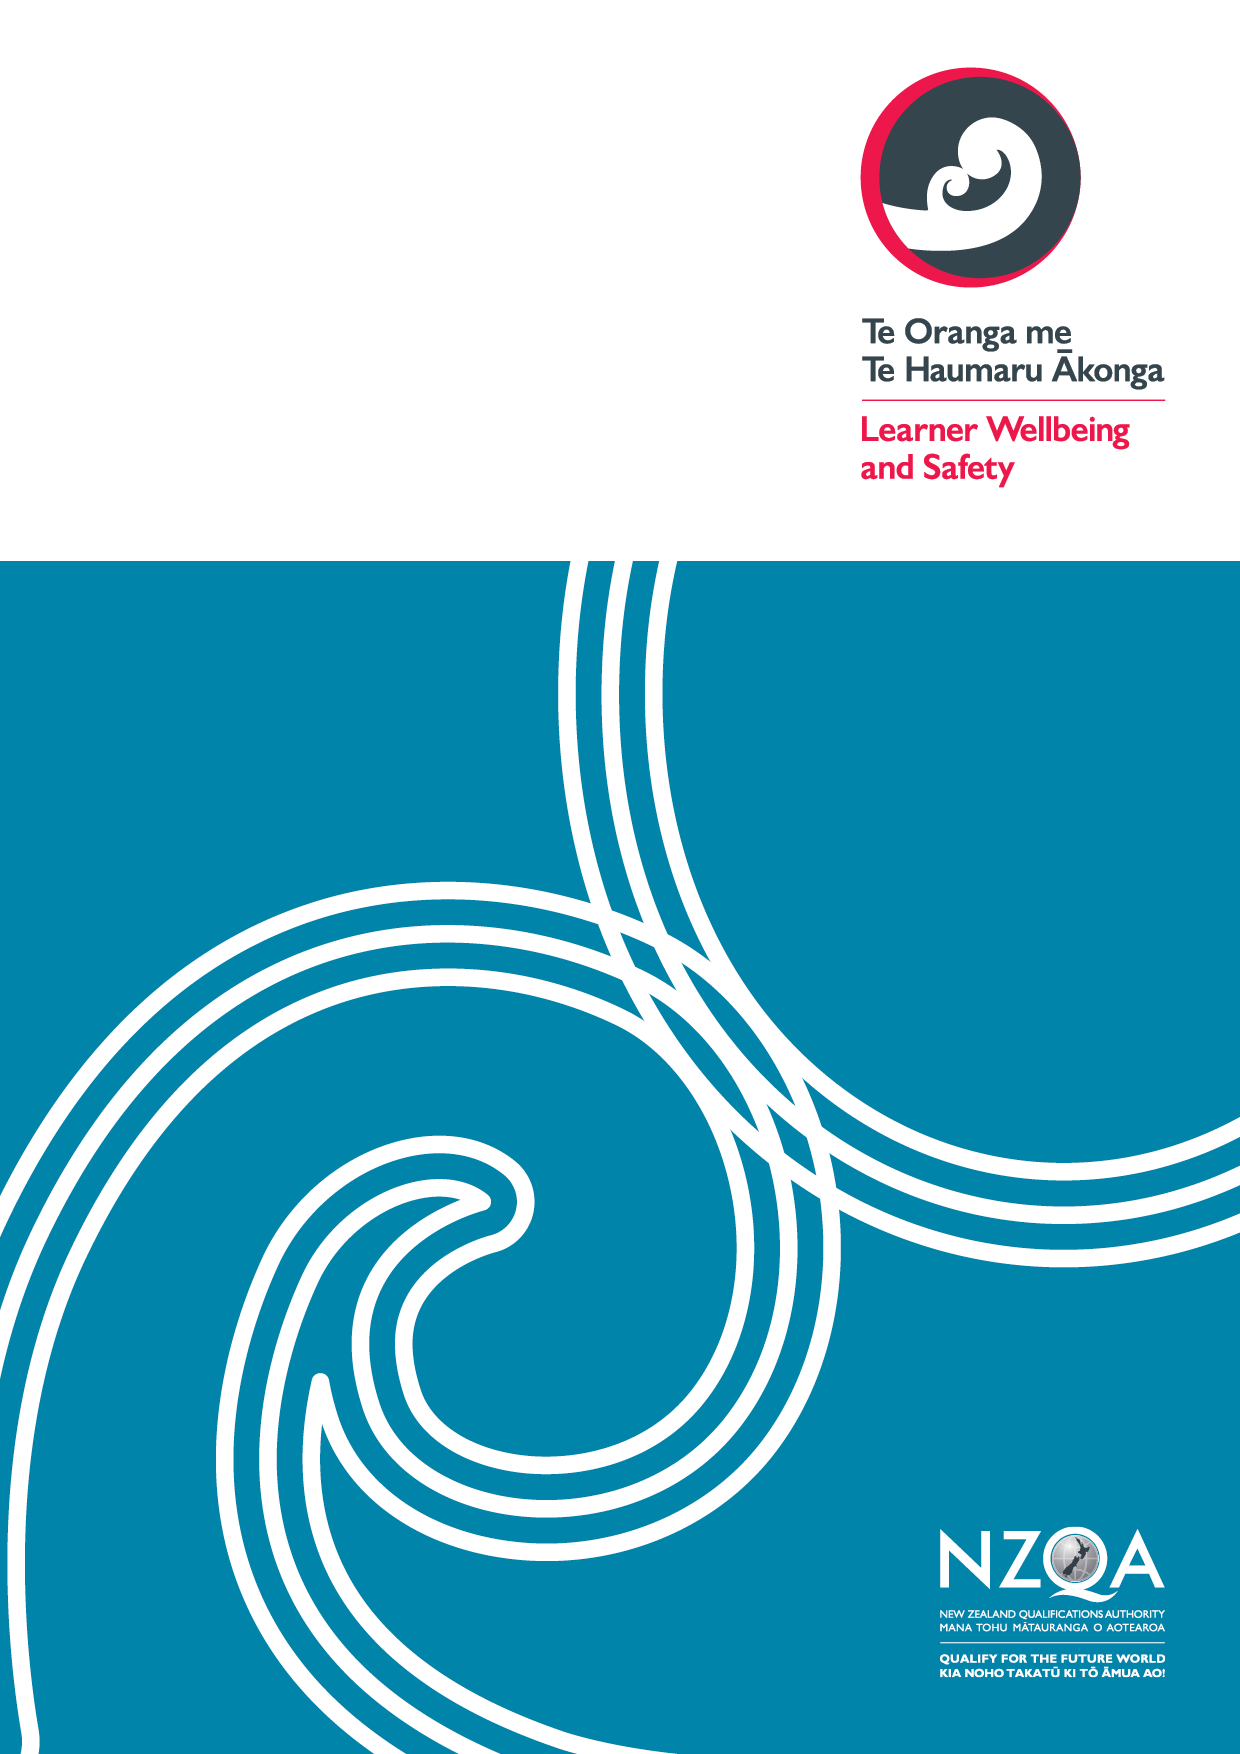 Te Oranga me
Te Haumaru Ākonga
Learner Wellbeing
and Safety
NZQA
NEW ZEALAND QUALIFICATIONS AUTHORITY
MANA TOHU MĀTAURANGA O AOTEAROA
QUALIFY FOR THE FUTURE WORLD
KIA NOHO TAKATŪ KI TŌ ĀMUA AO!